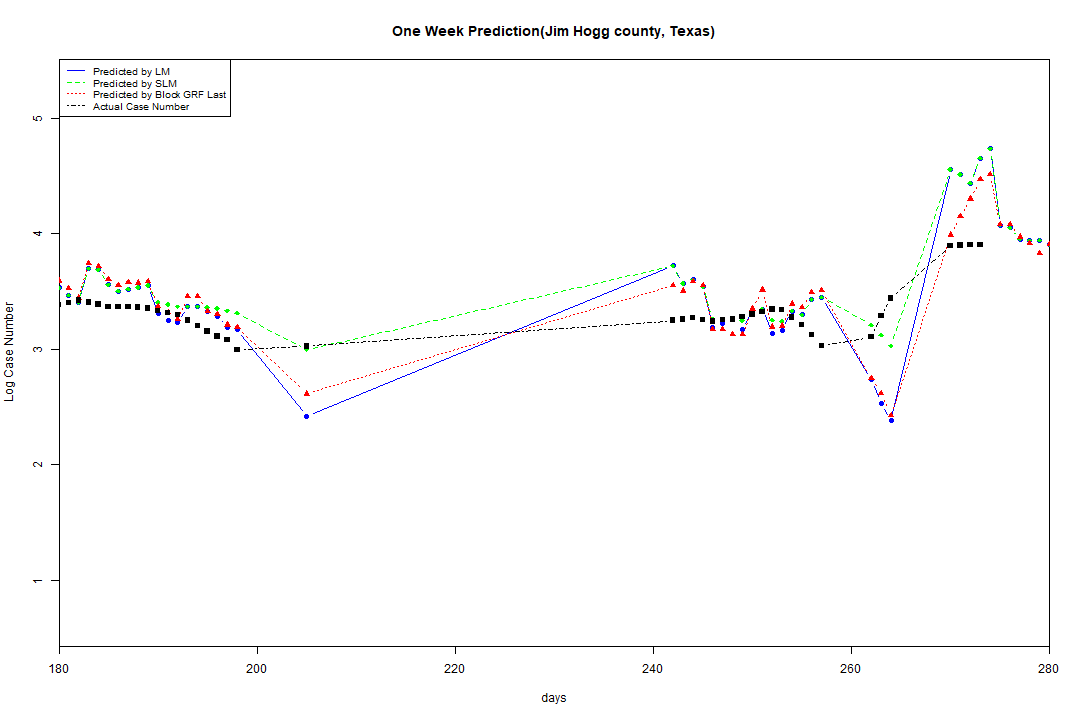 One Week Prediction(Jim Hogg county, Texas)
Predicted by LM
Predicted by SLM
Predicted by Block GRF Last
Actual Case Number
5
4
3
2
1
Log Case Number
180 200 220 240 260 280
days